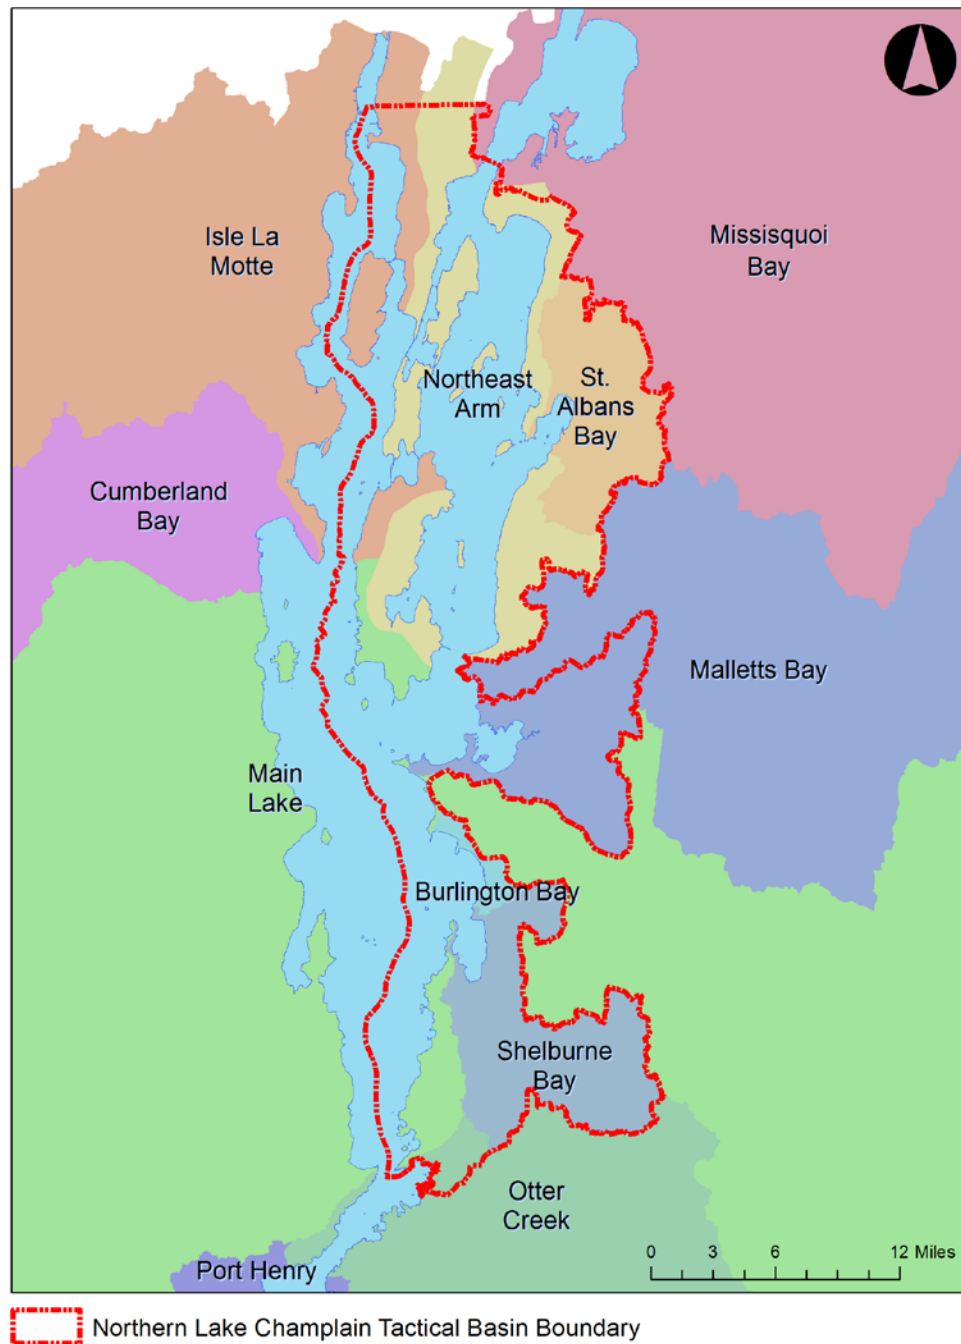 Isle La
Motte
Missisquoi
Bay
Northeast
Arm
St.
Albans
Bay
Cumberland
Bay
Malletts Bay
Main
Lake
Burlington Bay
Shelburne
Bay
Otter
Creek
Port Henry
0 3 6 12 Miles
Northern Lake Champlain Tactical Basin Boundary